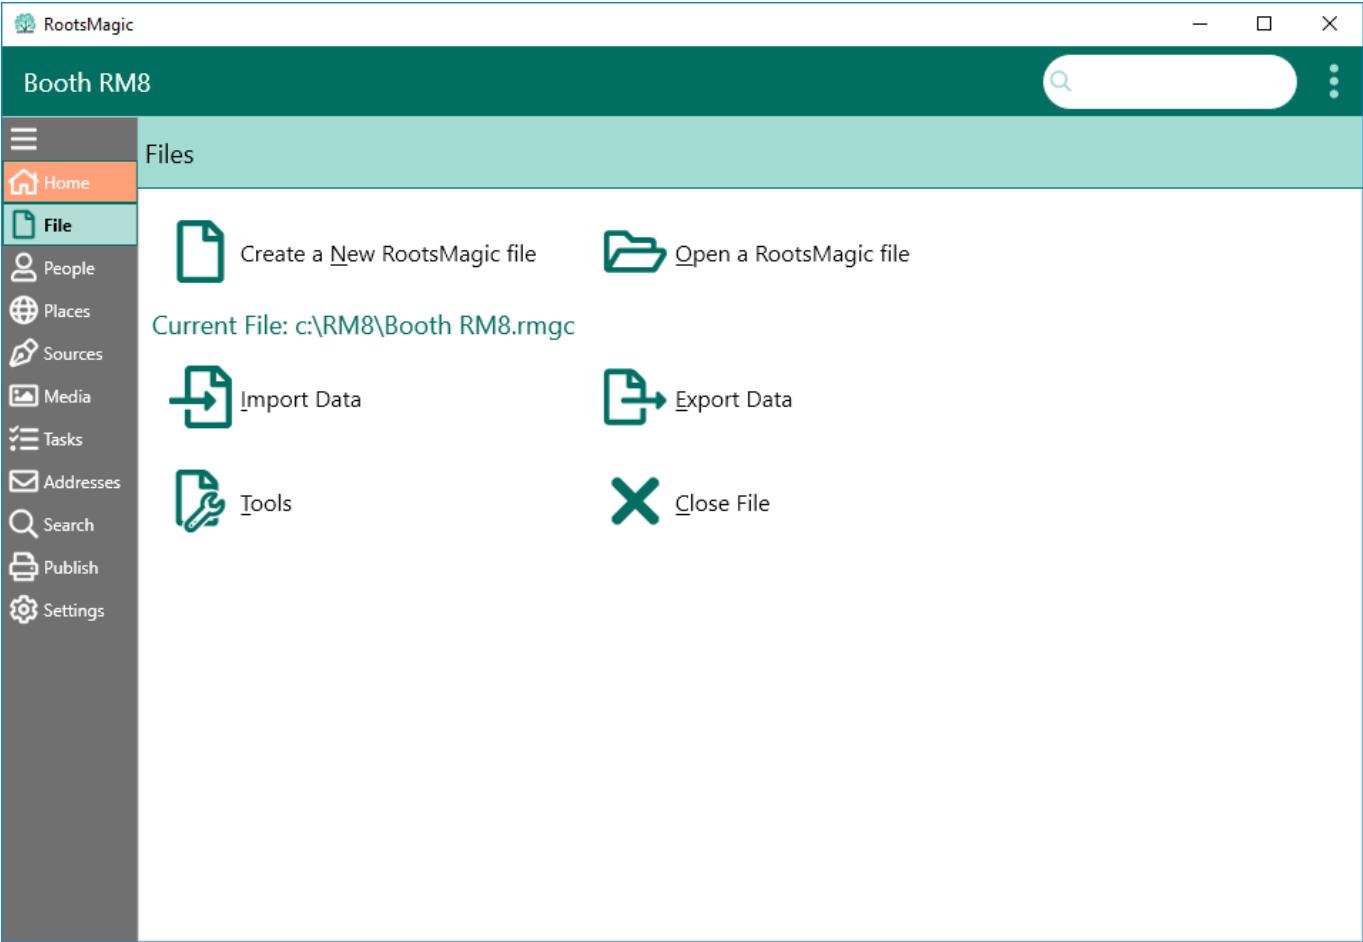 RootsMagic
Booth RM8
Files
Home
File
People
Places
Sources
Media
Tasks
Addresses
Search
Publish
Settings
Create a New RootsMagic file
Open a RootsMagic file
Current File: c:\RM8\Booth RM8.rmgc
Import Data
Export Data
Tools
Close File